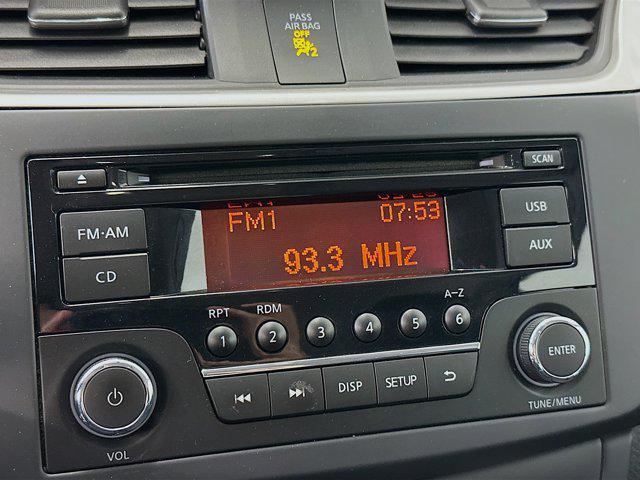 PASS
AIR BAG
OFF
2
SCAN
FM1
07:53
93.3 MHz
FM·AM
CD
USB
AUX
RPT
RDM
A–Z
1
2
3
4
5
6
DISP
SETUP
ENTER
VOL
TUNE/MENU